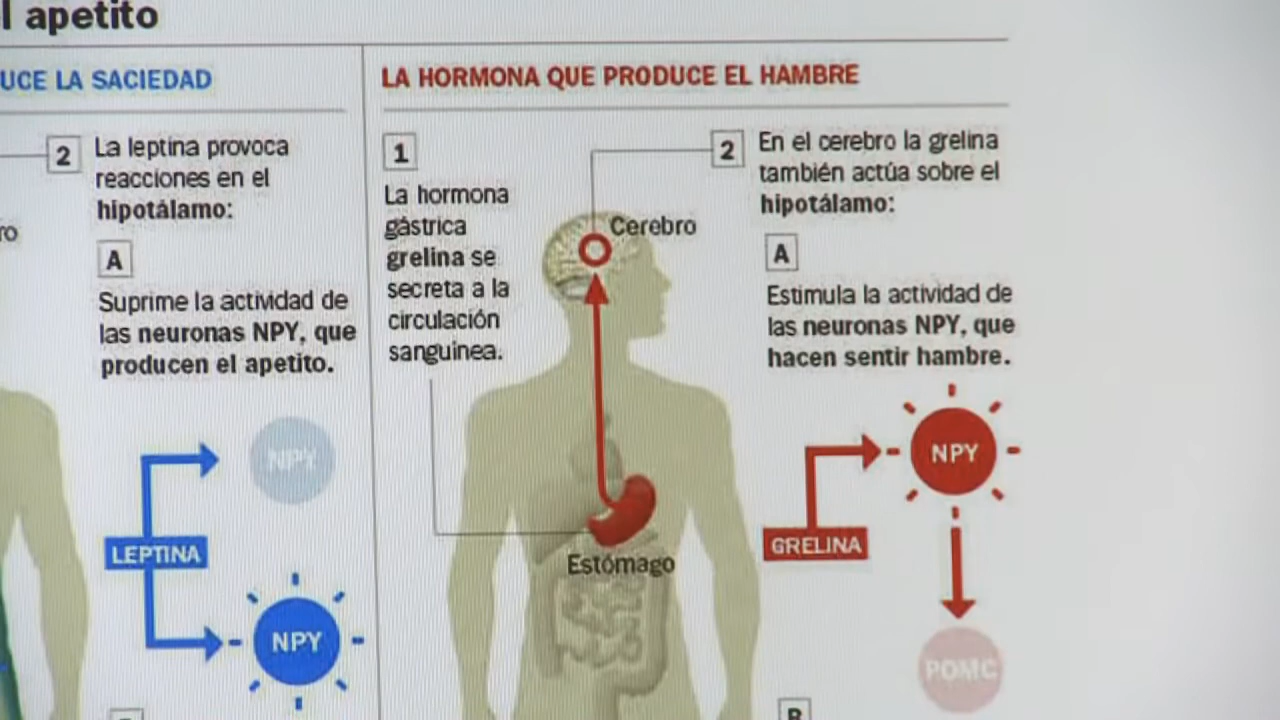 l apetito
UCE LA SACIEDAD
2
La leptina provoca
reacciones en el
hipotálamo:
ro
A
Suprime la actividad de
las neuronas NPY, que
producen el apetito.
NPY
LEPTINA
NPY
LA HORMONA QUE PRODUCE EL HAMBRE
1
La hormona
gástrica
grelina se
secreta a la
circulación
sanguínea.
Cerebro
Estómago
2
En el cerebro la grelina
también actúa sobre el
hipotálamo:
A
Estimula la actividad de
las neuronas NPY, que
hacen sentir hambre.
NPY
GRELINA
POMC
B